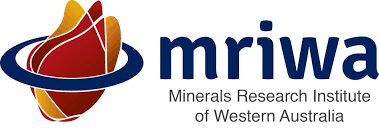 mriwa
Minerals Research Institute
of Western Australia